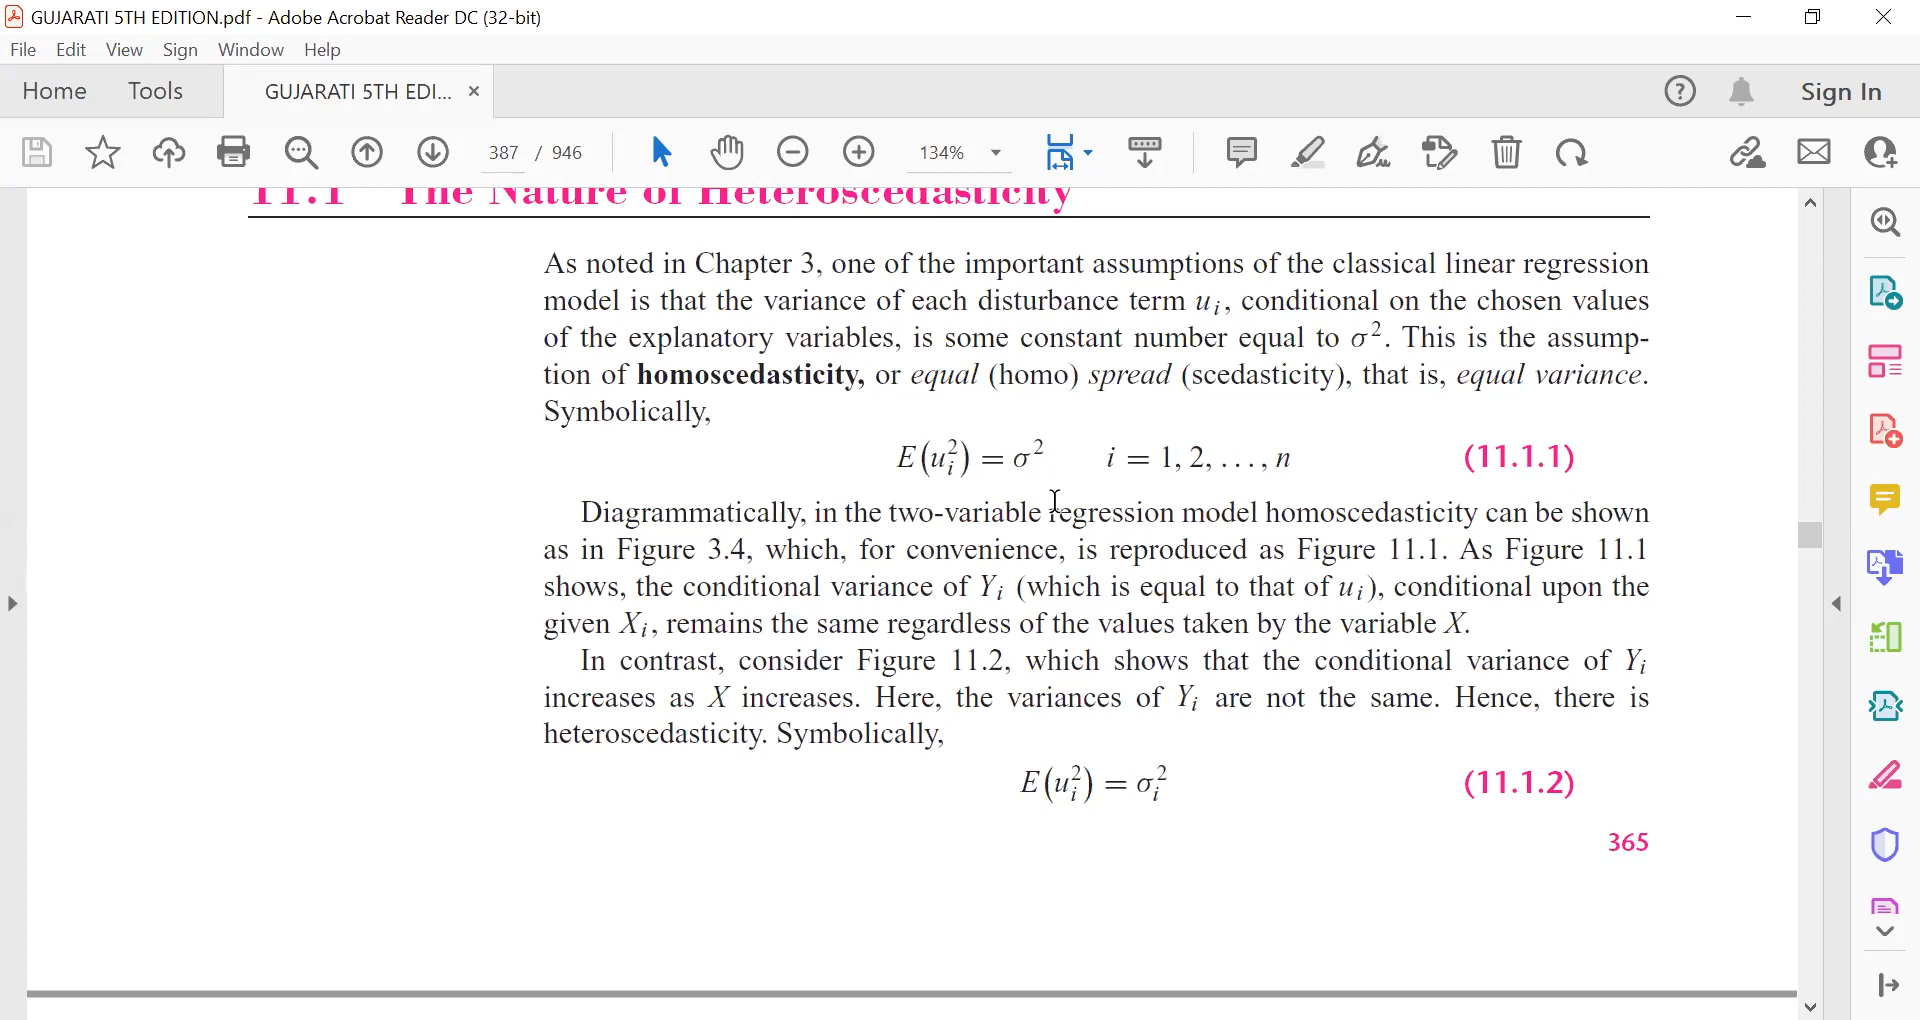 GUJARATI 5TH EDITION.pdf - Adobe Acrobat Reader DC (32-bit)
File Edit View Sign Window Help
Home Tools GUJARATI 5TH EDI... × Sign In
387 / 946 134%
11.1 The Nature of Heteroscedasticity
As noted in Chapter 3, one of the important assumptions of the classical linear regression
model is that the variance of each disturbance term uᵢ, conditional on the chosen values
of the explanatory variables, is some constant number equal to σ². This is the assump-
tion of homoscedasticity, or equal (homo) spread (scedasticity), that is, equal variance.
Symbolically,
E(uᵢ²) = σ² i = 1, 2, . . . , n (11.1.1)
Diagrammatically, in the two-variable regression model homoscedasticity can be shown
as in Figure 3.4, which, for convenience, is reproduced as Figure 11.1. As Figure 11.1
shows, the conditional variance of Yᵢ (which is equal to that of uᵢ), conditional upon the
given Xᵢ, remains the same regardless of the values taken by the variable X.
In contrast, consider Figure 11.2, which shows that the conditional variance of Yᵢ
increases as X increases. Here, the variances of Yᵢ are not the same. Hence, there is
heteroscedasticity. Symbolically,
E(uᵢ²) = σᵢ² (11.1.2)
365